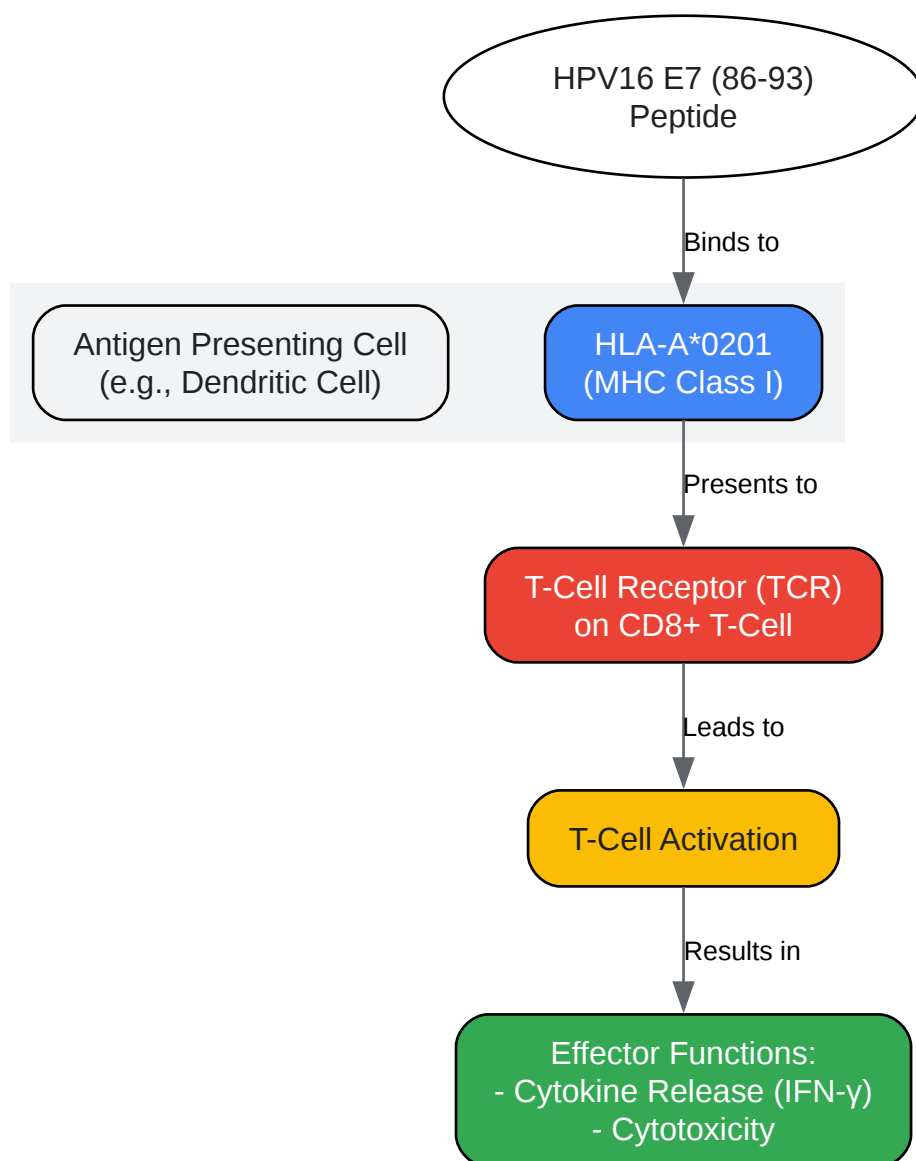 HPV16 E7 (86-93)
Peptide
Binds to
Antigen Presenting Cell
(e.g., Dendritic Cell)
HLA-A*0201
(MHC Class I)
Presents to
T-Cell Receptor (TCR)
on CD8+ T-Cell
Leads to
T-Cell Activation
Results in
Effector Functions:
- Cytokine Release (IFN-γ)
- Cytotoxicity